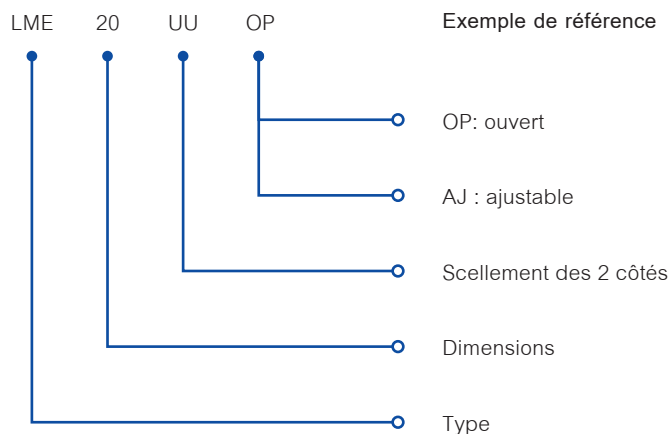 LME 20 UU OP Exemple de référence
OP: ouvert
AJ : ajustable
Scellement des 2 côtés
Dimensions
Type